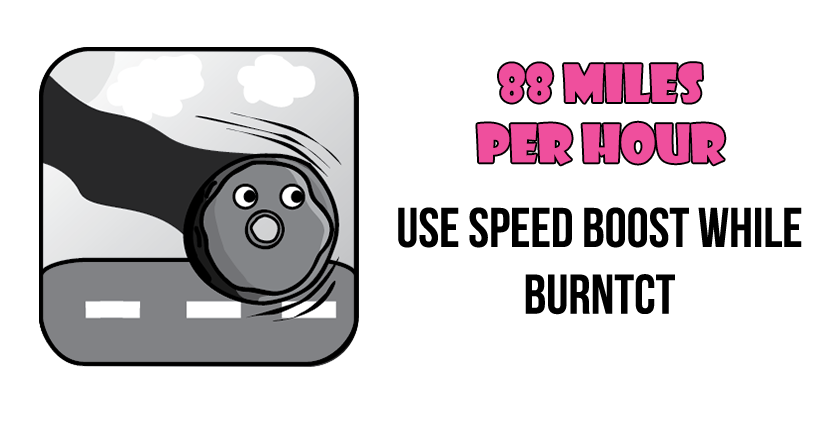 88 MILES
PER HOUR
USE SPEED BOOST WHILE
BURNTCT